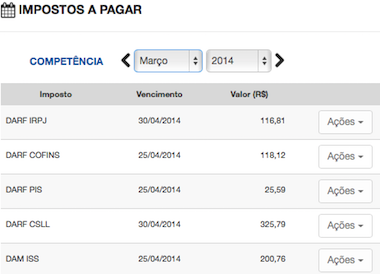 IMPOSTOS A PAGAR
COMPETÊNCIA Março 2014
Imposto Vencimento Valor (R$)
DARF IRPJ 30/04/2014 116,81 Ações
DARF COFINS 25/04/2014 118,12 Ações
DARF PIS 25/04/2014 25,59 Ações
DARF CSLL 30/04/2014 325,79 Ações
DAM ISS 25/04/2014 200,76 Ações